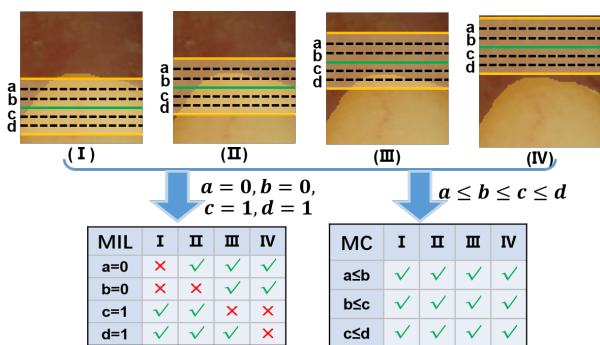 a
b
c
d
a
b
c
d
a
b
c
d
a
b
c
d
(Ⅰ)
(Ⅱ)
(Ⅲ)
(Ⅳ)
a = 0, b = 0,
c = 1, d = 1
a ≤ b ≤ c ≤ d
MIL Ⅰ Ⅱ Ⅲ Ⅳ
a=0 × ✓ ✓ ✓
b=0 × × ✓ ✓
c=1 ✓ ✓ × ×
d=1 ✓ ✓ ✓ ×
MC Ⅰ Ⅱ Ⅲ Ⅳ
a≤b ✓ ✓ ✓ ✓
b≤c ✓ ✓ ✓ ✓
c≤d ✓ ✓ ✓ ✓